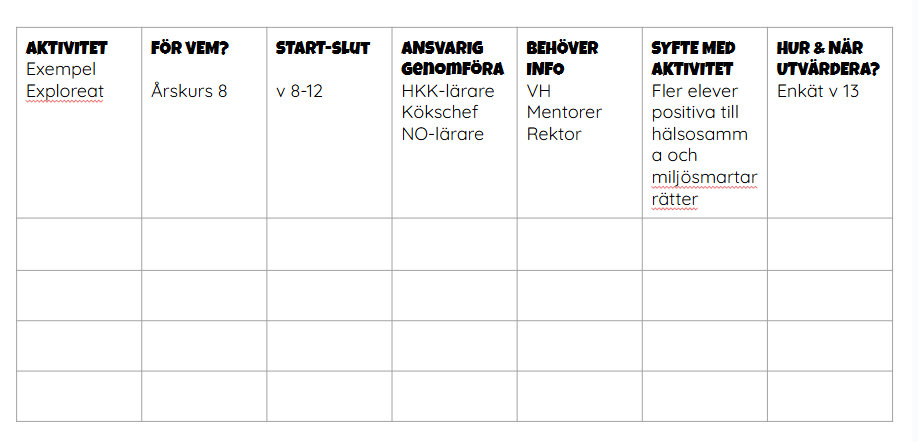 AKTIVITET
Exempel
Exploreat
FÖR VEM?
Årskurs 8
START-SLUT
v 8-12
ANSVARIG
GENOMFÖRA
HKK-lärare
Kökschef
NO-lärare
BEHÖVER
INFO
VH
Mentorer
Rektor
SYFTE MED
AKTIVITET
Fler elever
positiva till
hälsosamm
a och
miljösmartar
rätter
HUR & NÄR
UTVÄRDERA?
Enkät v 13